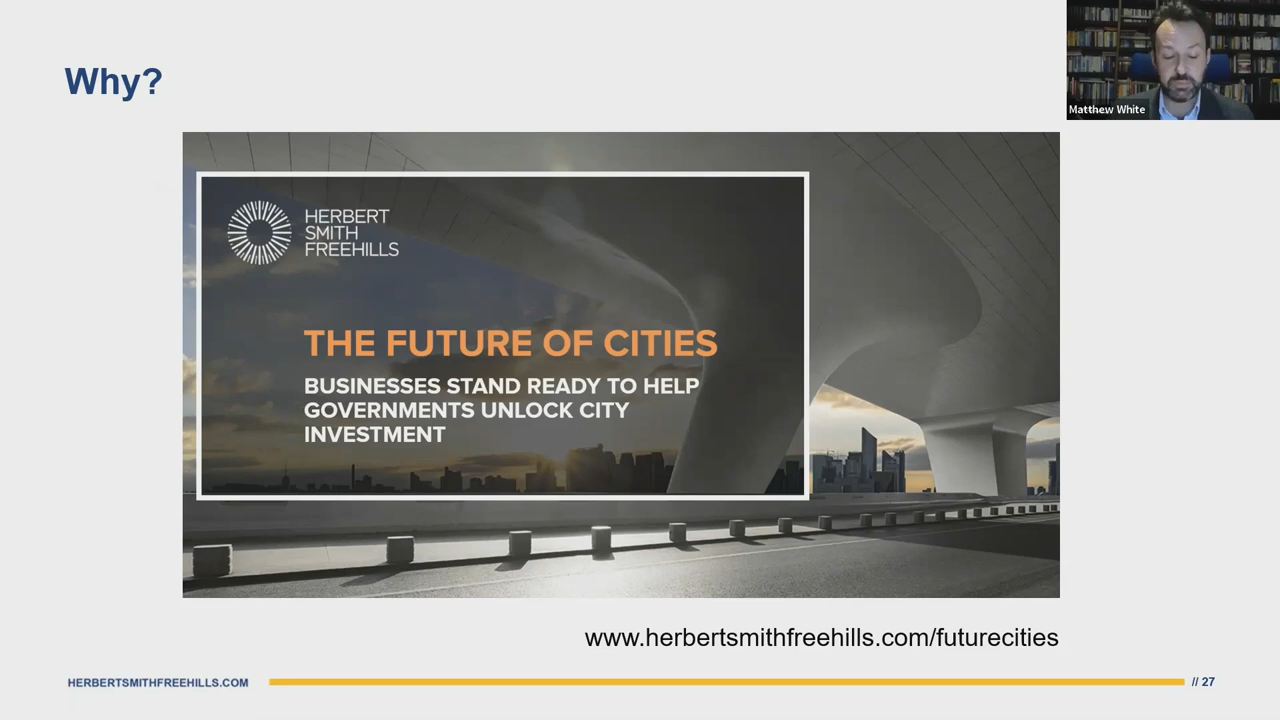 Why?
Matthew White
HERBERT
SMITH
FREEHILLS
THE FUTURE OF CITIES
BUSINESSES STAND READY TO HELP
GOVERNMENTS UNLOCK CITY
INVESTMENT
www.herbertsmithfreehills.com/futurecities
HERBERTSMITHFREEHILLS.COM
// 27